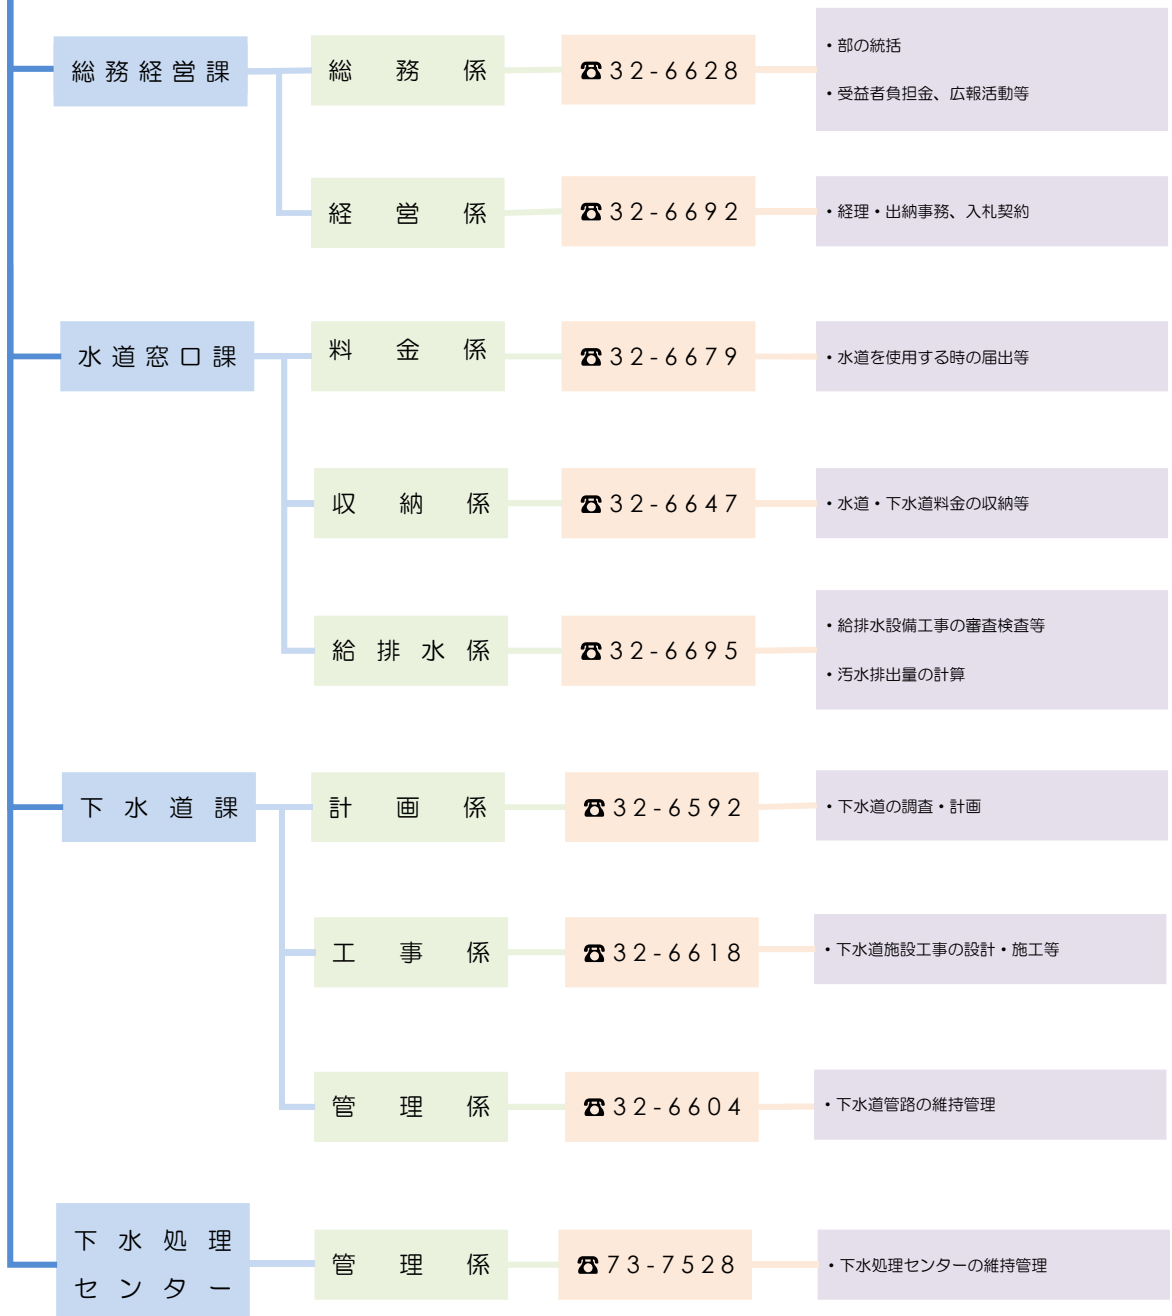 総務経営課
総務係
☎32-6628
・部の統括
・受益者負担金、広報活動等
経営係
☎32-6692
・経理・出納事務、入札契約
水道窓口課
料金係
☎32-6679
・水道を使用する時の届出等
収納係
☎32-6647
・水道・下水道料金の収納等
給排水係
☎32-6695
・給排水設備工事の審査検査等
・汚水排出量の計算
下水道課
計画係
☎32-6592
・下水道の調査・計画
工事係
☎32-6618
・下水道施設工事の設計・施工等
管理係
☎32-6604
・下水道管路の維持管理
下水処理
センター
管理係
☎73-7528
・下水処理センターの維持管理